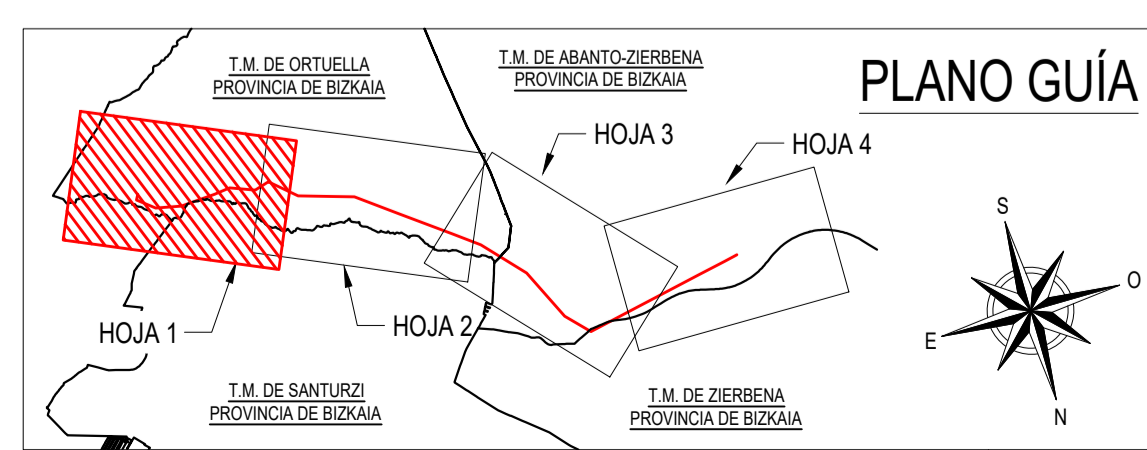 T.M. DE ORTUELLA
PROVINCIA DE BIZKAIA
T.M. DE ABANTO-ZIERBENA
PROVINCIA DE BIZKAIA
PLANO GUÍA
HOJA 3
HOJA 4
HOJA 1
HOJA 2
T.M. DE SANTURZI
PROVINCIA DE BIZKAIA
T.M. DE ZIERBENA
PROVINCIA DE BIZKAIA
S
O
E
N